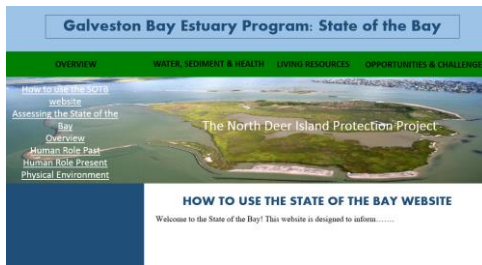 Galveston Bay Estuary Program: State of the Bay
OVERVIEW WATER, SEDIMENT & HEALTH LIVING RESOURCES OPPORTUNITIES & CHALLENGE
How to use the SOTB
website
Assessing the State of the
Bay
Overview
Human Role Past
Human Role Present
Physical Environment
The North Deer Island Protection Project
HOW TO USE THE STATE OF THE BAY WEBSITE
Welcome to the State of the Bay! This website is designed to inform…….